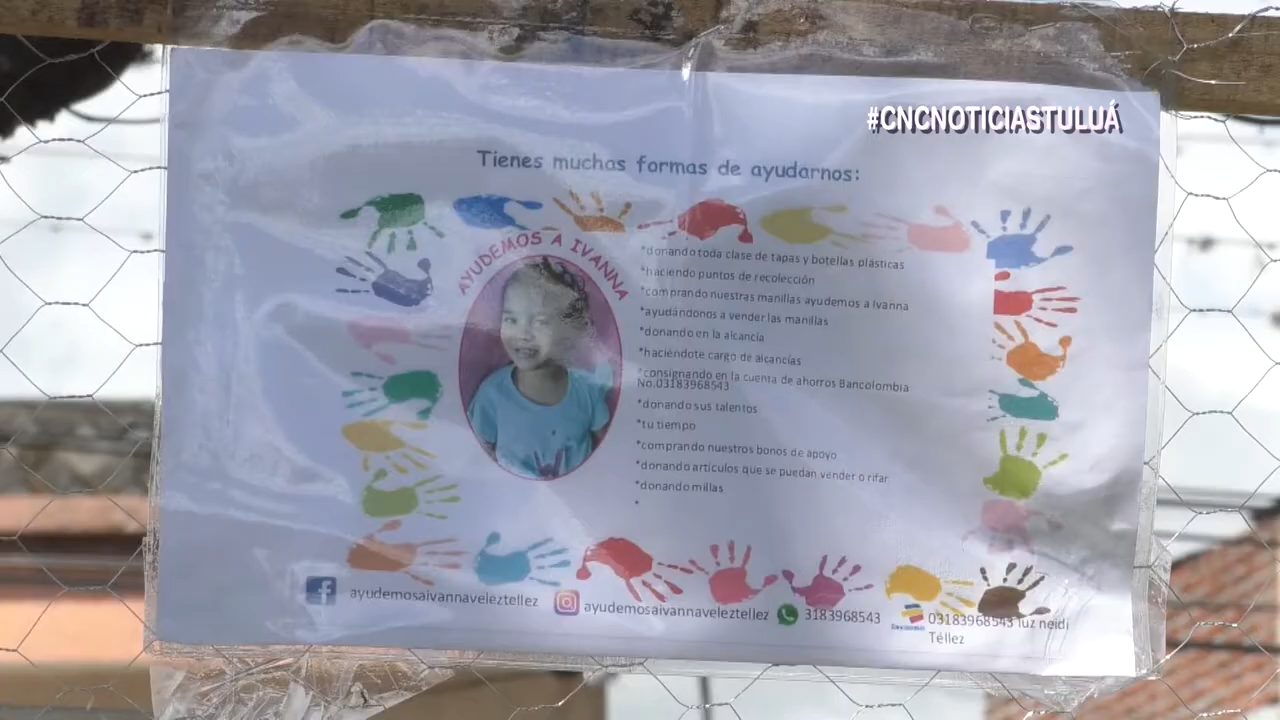 #CNCNOTICIASTULUÁ
Tienes muchas formas de ayudarnos:
AYUDEMOS A IVANNA
*donando toda clase de tapas y botellas plásticas
*haciendo puntos de recolección
*comprando nuestras manillas ayudemos a Ivanna
*ayudándonos a vender las manillas
*donando en la alcancía
*haciéndote cargo de alcancías
*consignando en la cuenta de ahorros Bancolombia
No.03183968543
*donando sus talentos
*tu tiempo
*comprando nuestros bonos de apoyo
*donando artículos que se puedan vender o rifar
*donando millas
*
ayudemosaivannaveleztellez
ayudemosaivannaveleztellez
3183968543
Bancolombia
03183968543 luz neidi
Téllez